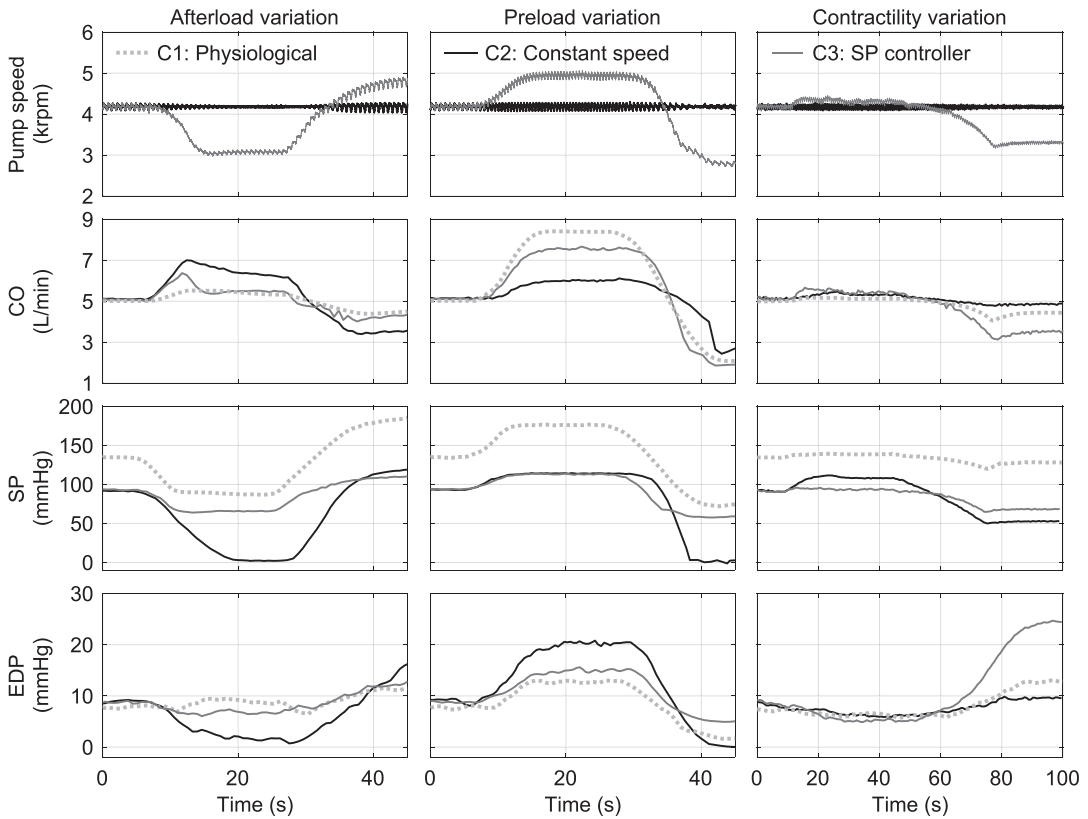 Afterload variation
Preload variation
Contractility variation
C1: Physiological
C2: Constant speed
C3: SP controller
Pump speed
(krpm)
6
5
4
3
2
CO
(L/min)
9
7
5
3
1
SP
(mmHg)
200
150
100
50
0
EDP
(mmHg)
30
20
10
0
0 20 40
0 20 40
0 20 40 60 80 100
Time (s)
Time (s)
Time (s)